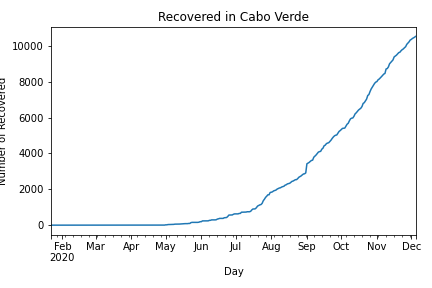 Recovered in Cabo Verde
Number of Recovered
10000
8000
6000
4000
2000
0
Feb Mar Apr May Jun Jul Aug Sep Oct Nov Dec
2020
Day